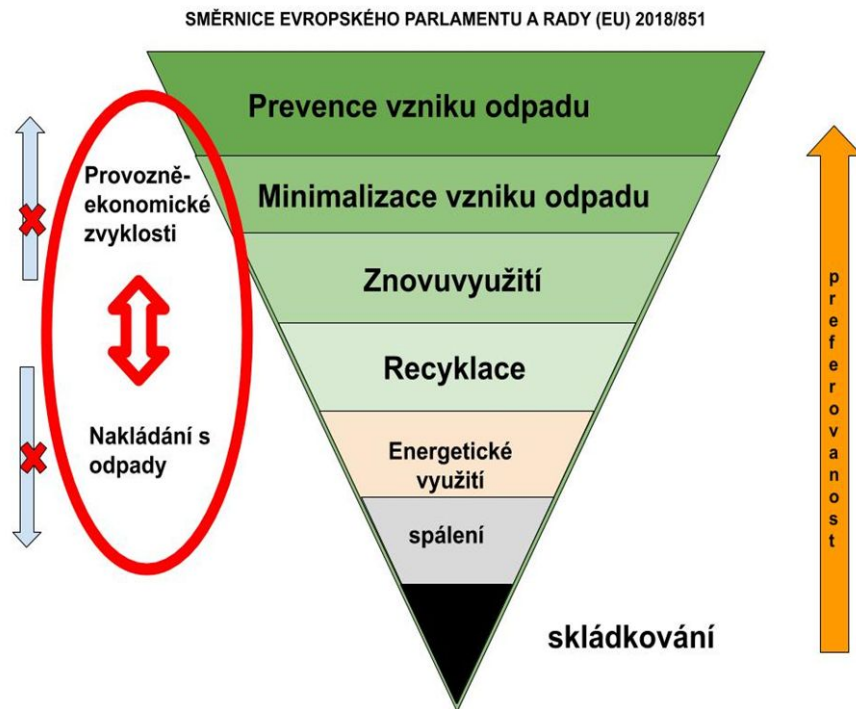 SMĚRNICE EVROPSKÉHO PARLAMENTU A RADY (EU) 2018/851
Prevence vzniku odpadu
Minimalizace vzniku odpadu
Znovuvyužití
Recyklace
Energetické
využití
spálení
skládkování
Provozně-
ekonomické
zvyklosti
Nakládání s
odpady
preferovanost